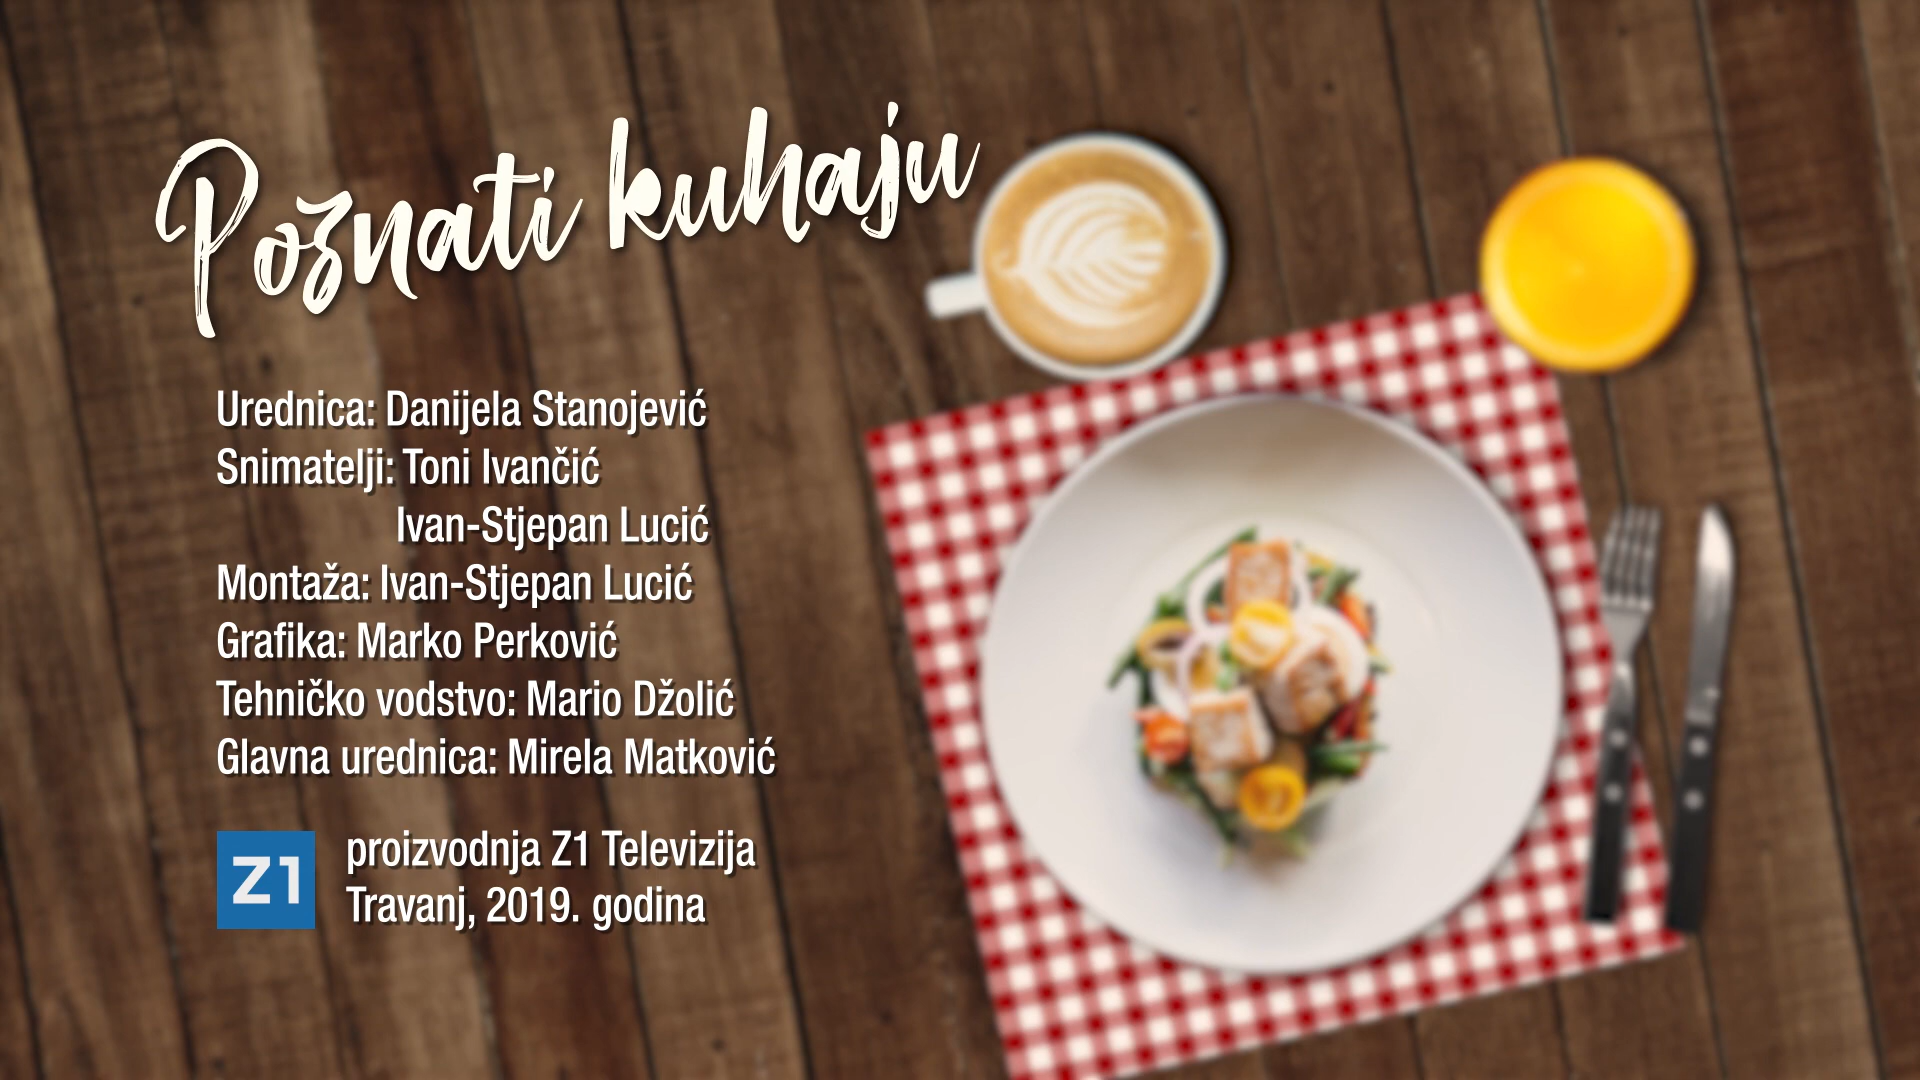 Poznati kuhaju
Urednica: Danijela Stanojević
Snimatelji: Toni Ivančić
Ivan-Stjepan Lucić
Montaža: Ivan-Stjepan Lucić
Grafika: Marko Perković
Tehničko vodstvo: Mario Džolić
Glavna urednica: Mirela Matković
Z1
proizvodnja Z1 Televizija
Travanj, 2019. godina